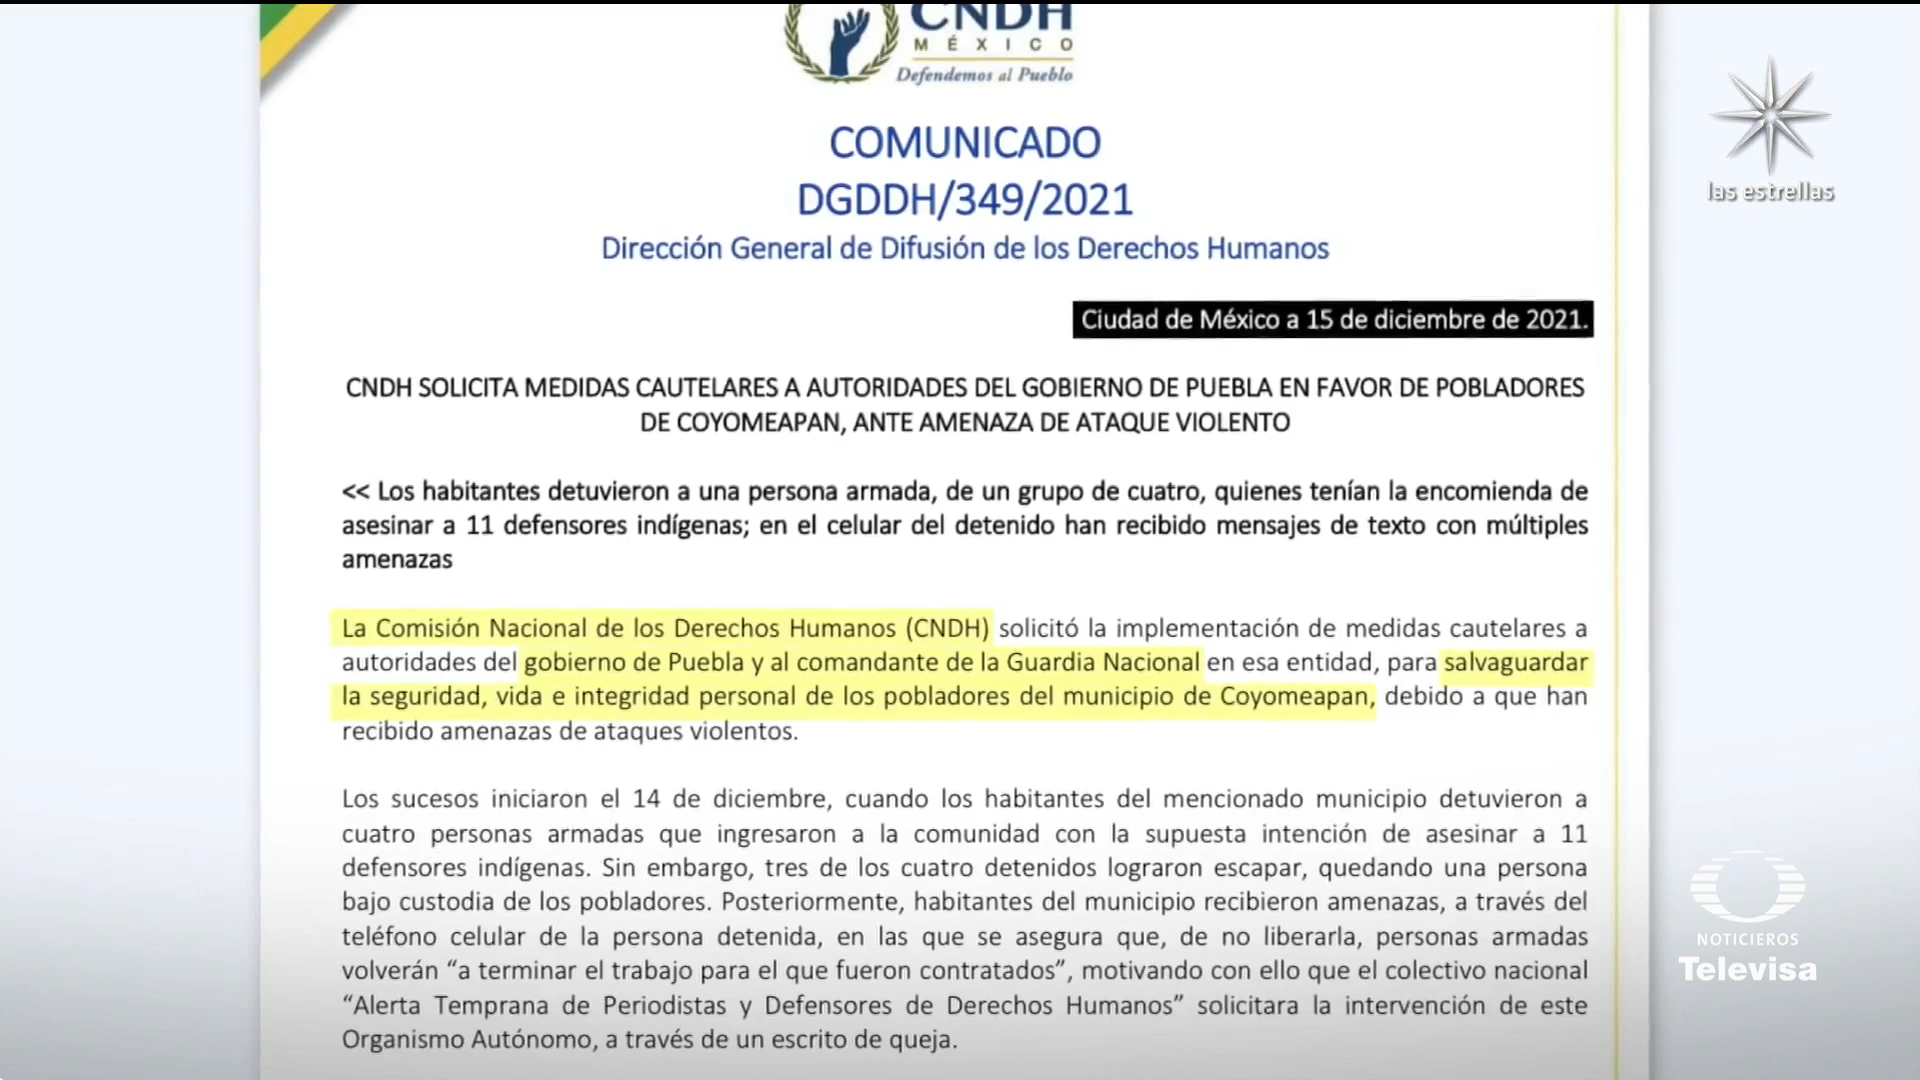 CNDH
MÉXICO
Defendemos al Pueblo
COMUNICADO
DGDDH/349/2021
Dirección General de Difusión de los Derechos Humanos
Ciudad de México a 15 de diciembre de 2021.
CNDH SOLICITA MEDIDAS CAUTELARES A AUTORIDADES DEL GOBIERNO DE PUEBLA EN FAVOR DE POBLADORES
DE COYOMEAPAN, ANTE AMENAZA DE ATAQUE VIOLENTO
<< Los habitantes detuvieron a una persona armada, de un grupo de cuatro, quienes tenían la encomienda de
asesinar a 11 defensores indígenas; en el celular del detenido han recibido mensajes de texto con múltiples
amenazas
La Comisión Nacional de los Derechos Humanos (CNDH) solicitó la implementación de medidas cautelares a
autoridades del gobierno de Puebla y al comandante de la Guardia Nacional en esa entidad, para salvaguardar
la seguridad, vida e integridad personal de los pobladores del municipio de Coyomeapan, debido a que han
recibido amenazas de ataques violentos.
Los sucesos iniciaron el 14 de diciembre, cuando los habitantes del mencionado municipio detuvieron a
cuatro personas armadas que ingresaron a la comunidad con la supuesta intención de asesinar a 11
defensores indígenas. Sin embargo, tres de los cuatro detenidos lograron escapar, quedando una persona
bajo custodia de los pobladores. Posteriormente, habitantes del municipio recibieron amenazas, a través del
teléfono celular de la persona detenida, en las que se asegura que, de no liberarla, personas armadas
volverán “a terminar el trabajo para el que fueron contratados”, motivando con ello que el colectivo nacional
“Alerta Temprana de Periodistas y Defensores de Derechos Humanos” solicitara la intervención de este
Organismo Autónomo, a través de un escrito de queja.
las estrellas
NOTICIEROS
Televisa